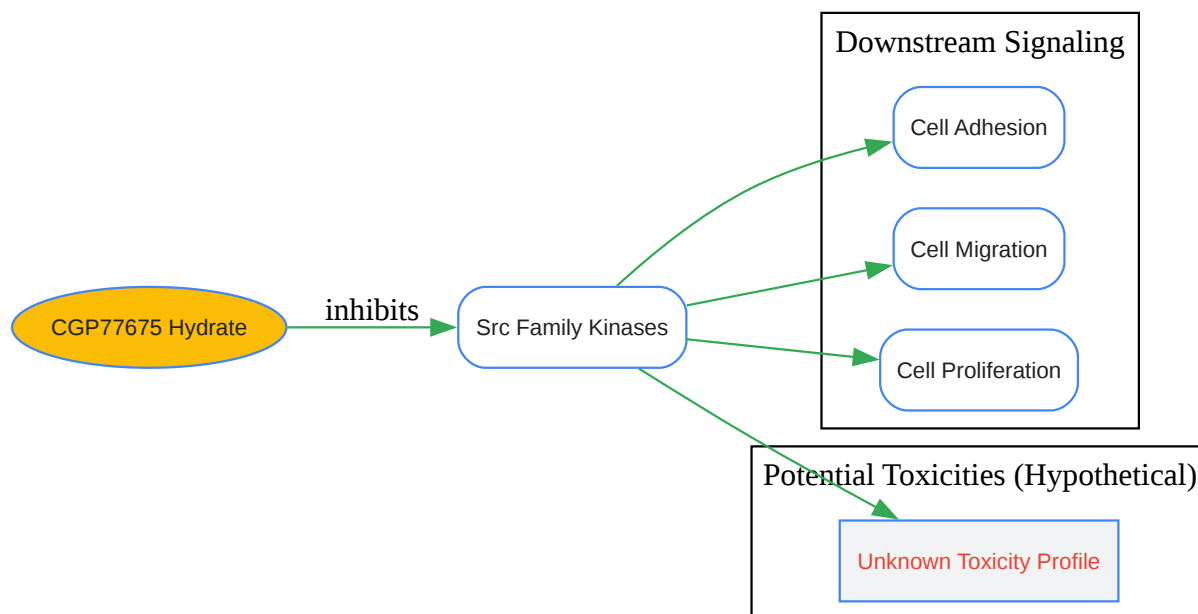 Downstream Signaling
Cell Adhesion
Cell Migration
inhibits
CGP77675 Hydrate
Src Family Kinases
Cell Proliferation
Potential Toxicities (Hypothetical)
Unknown Toxicity Profile